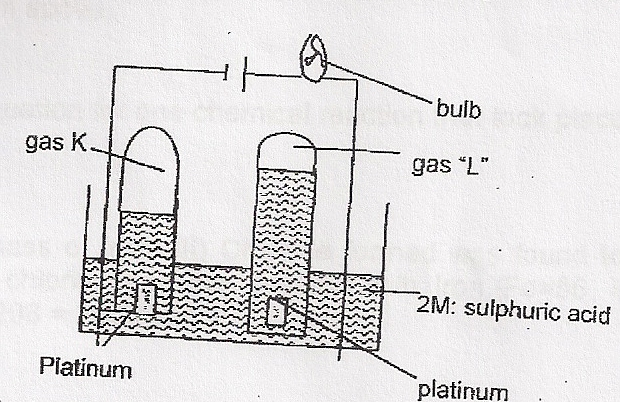 bulb
gas K
gas "L"
2M: sulphuric acid
Platinum
platinum